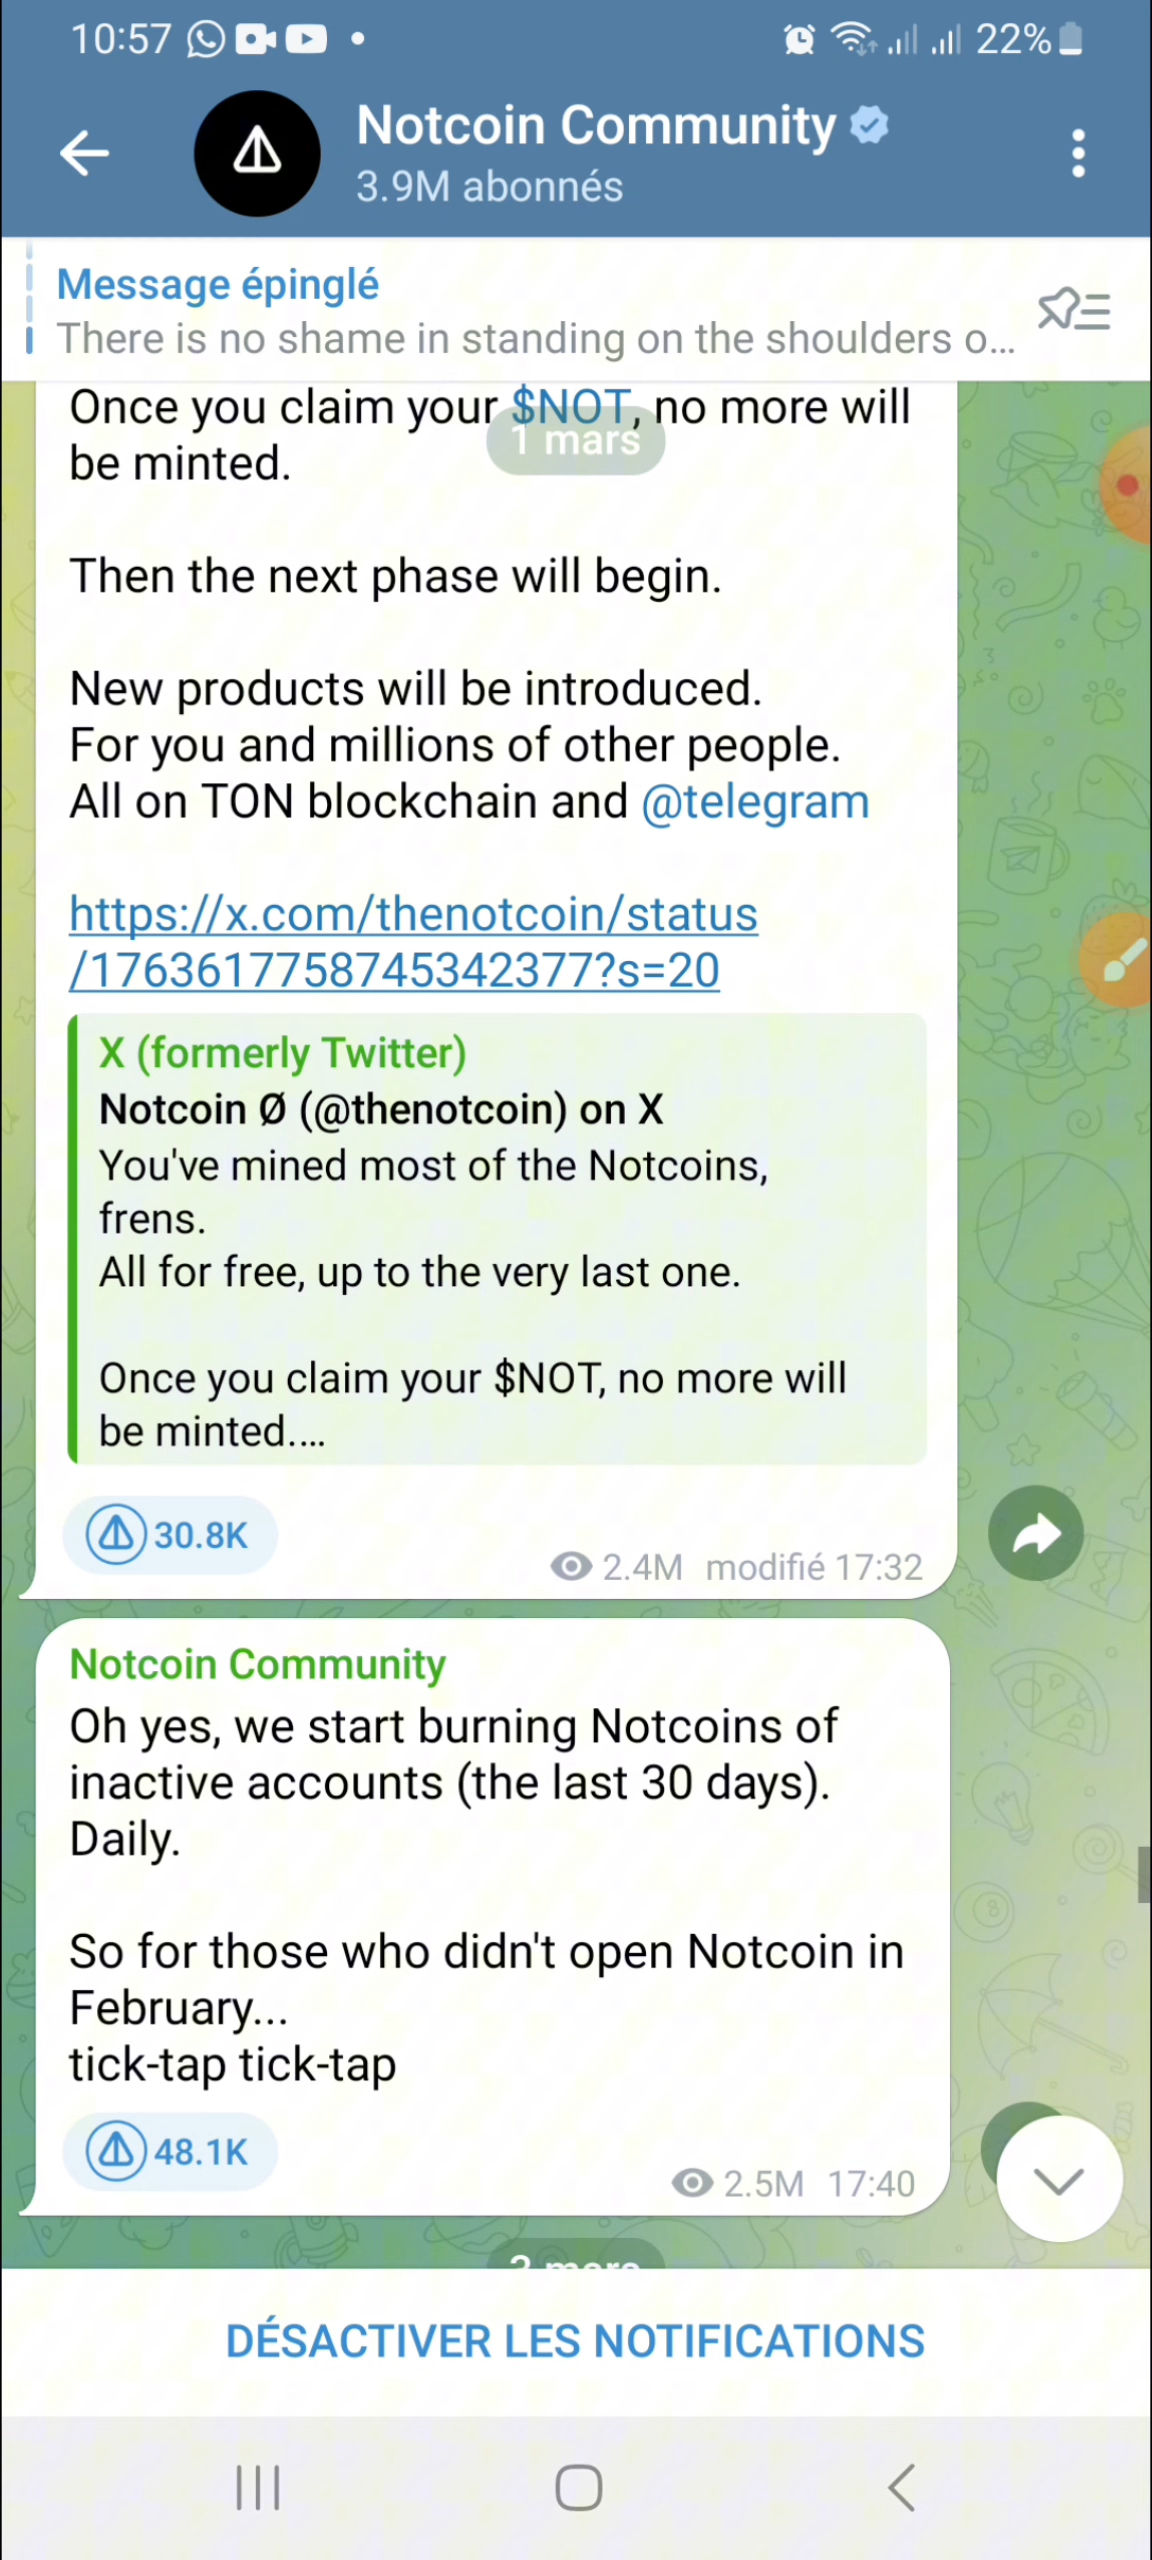 10:57
22%
Notcoin Community
3.9M abonnés
Message épinglé
There is no shame in standing on the shoulders o...
Once you claim your $NOT, no more will
1 mars
be minted.
Then the next phase will begin.
New products will be introduced.
For you and millions of other people.
All on TON blockchain and @telegram
https://x.com/thenotcoin/status
/1763617758745342377?s=20
X (formerly Twitter)
Notcoin Ø (@thenotcoin) on X
You've mined most of the Notcoins,
frens.
All for free, up to the very last one.
Once you claim your $NOT, no more will
be minted....
30.8K
2.4M modifié 17:32
Notcoin Community
Oh yes, we start burning Notcoins of
inactive accounts (the last 30 days).
Daily.
So for those who didn't open Notcoin in
February...
tick-tap tick-tap
48.1K
2.5M 17:40
mars
DÉSACTIVER LES NOTIFICATIONS